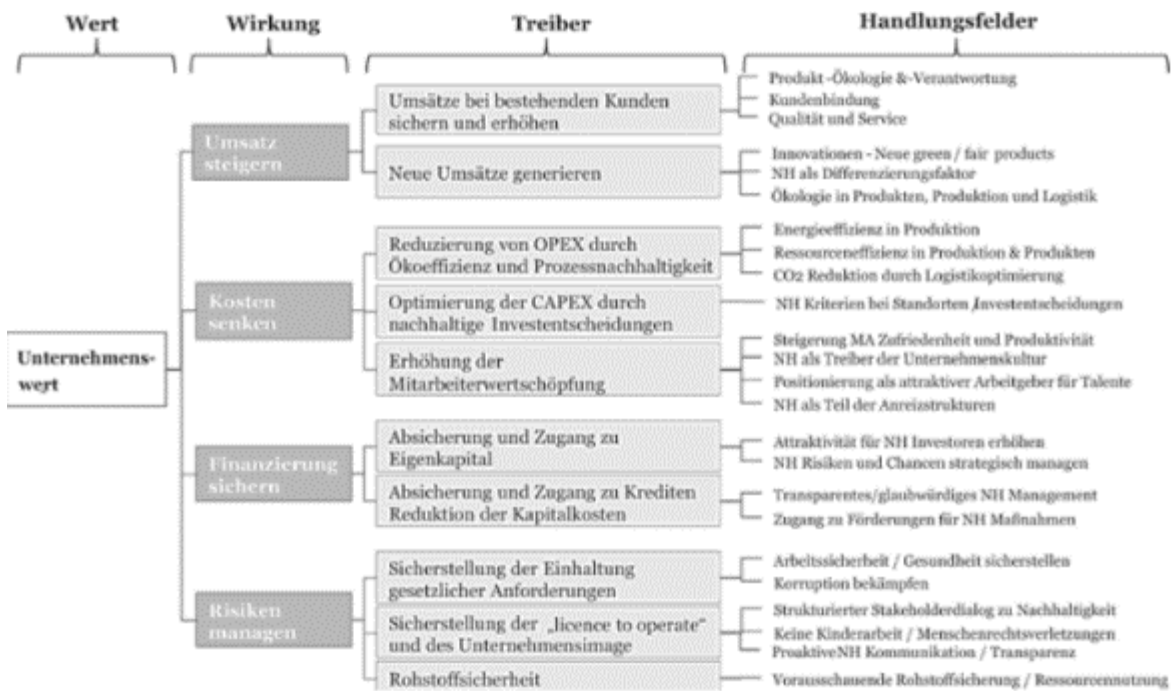 Wert
Wirkung
Treiber
Handlungsfelder
Unternehmens-
wert
Umsatz
steigern
Umsätze bei bestehenden Kunden
sichern und erhöhen
Produkt -Ökologie &-Verantwortung
Kundenbindung
Qualität und Service
Neue Umsätze generieren
Innovationen - Neue green / fair products
NH als Differenzierungsfaktor
Ökologie in Produkten, Produktion und Logistik
Kosten
senken
Reduzierung von OPEX durch
Ökoeffizienz und Prozessnachhaltigkeit
Energieeffizienz in Produktion
Ressourceneffizienz in Produktion & Produkten
CO2 Reduktion durch Logistikoptimierung
Optimierung der CAPEX durch
nachhaltige Investentscheidungen
NH Kriterien bei Standorten /Investentscheidungen
Erhöhung der
Mitarbeiterwertschöpfung
Steigerung MA Zufriedenheit und Produktivität
NH als Treiber der Unternehmenskultur
Positionierung als attraktiver Arbeitgeber für Talente
NH als Teil der Anreizstrukturen
Finanzierung
sichern
Absicherung und Zugang zu
Eigenkapital
Attraktivität für NH Investoren erhöhen
NH Risiken und Chancen strategisch managen
Absicherung und Zugang zu Krediten
Reduktion der Kapitalkosten
Transparentes/glaubwürdiges NH Management
Zugang zu Förderungen für NH Maßnahmen
Risiken
managen
Sicherstellung der Einhaltung
gesetzlicher Anforderungen
Arbeitssicherheit / Gesundheit sicherstellen
Korruption bekämpfen
Sicherstellung der „licence to operate“
und des Unternehmensimage
Strukturierter Stakeholderdialog zu Nachhaltigkeit
Keine Kinderarbeit / Menschenrechtsverletzungen
ProaktiveNH Kommunikation / Transparenz
Rohstoffsicherheit
Vorausschauende Rohstoffsicherung / Ressourcennutzung